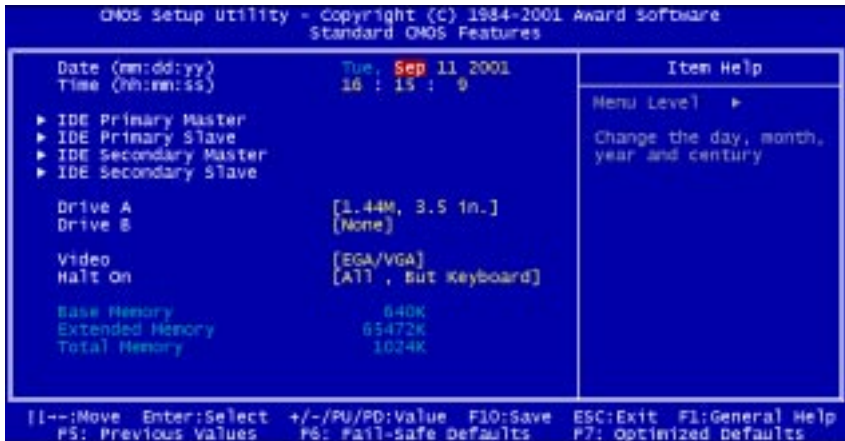 CMOS Setup Utility - Copyright (C) 1984-2001 Award Software
Standard CMOS Features
Date (mm:dd:yy) Tue, Sep 11 2001
Time (hh:mm:ss) 16 : 15 : 9
► IDE Primary Master
► IDE Primary Slave
► IDE Secondary Master
► IDE Secondary Slave
Drive A [1.44M, 3.5 in.]
Drive B [None]
Video [EGA/VGA]
Halt On [All , But Keyboard]
Base Memory 640K
Extended Memory 65472K
Total Memory 1024K
Item Help
Menu Level ►
Change the day, month,
year and century
:Move Enter:Select +/-/PU/PD:Value F10:Save ESC:Exit F1:General Help
F5: Previous Values F6: Fail-Safe Defaults F7: Optimized Defaults